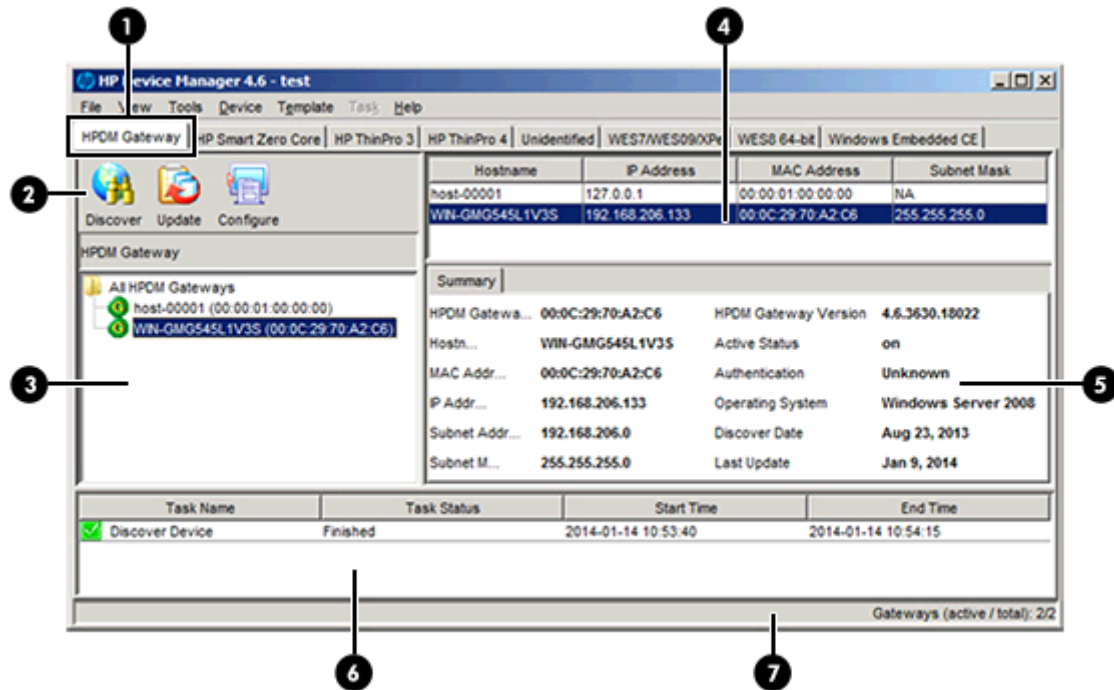 1
4
HP Device Manager 4.6 - test
File View Tools Device Template Task Help
HPDM Gateway HP Smart Zero Core HP ThinPro 3 HP ThinPro 4 Unidentified WES7/WES09/XPe WES8 64-bit Windows Embedded CE
2
Discover Update Configure
HPDM Gateway
All HPDM Gateways
host-00001 (00:00:01:00:00:00)
WIN-GMG545L1V3S (00:0C:29:70:A2:C6)
3
Hostname IP Address MAC Address Subnet Mask
host-00001 127.0.0.1 00:00:01:00:00:00 NA
WIN-GMG545L1V3S 192.168.206.133 00:0C:29:70:A2:C6 255.255.255.0
Summary
HPDM Gatewa... 00:0C:29:70:A2:C6 HPDM Gateway Version 4.6.3630.18022
Hostn... WIN-GMG545L1V3S Active Status on
MAC Addr... 00:0C:29:70:A2:C6 Authentication Unknown
5
IP Addr... 192.168.206.133 Operating System Windows Server 2008
Subnet Addr... 192.168.206.0 Discover Date Aug 23, 2013
Subnet M... 255.255.255.0 Last Update Jan 9, 2014
Task Name Task Status Start Time End Time
Discover Device Finished 2014-01-14 10:53:40 2014-01-14 10:54:15
Gateways (active / total): 2/2
6
7